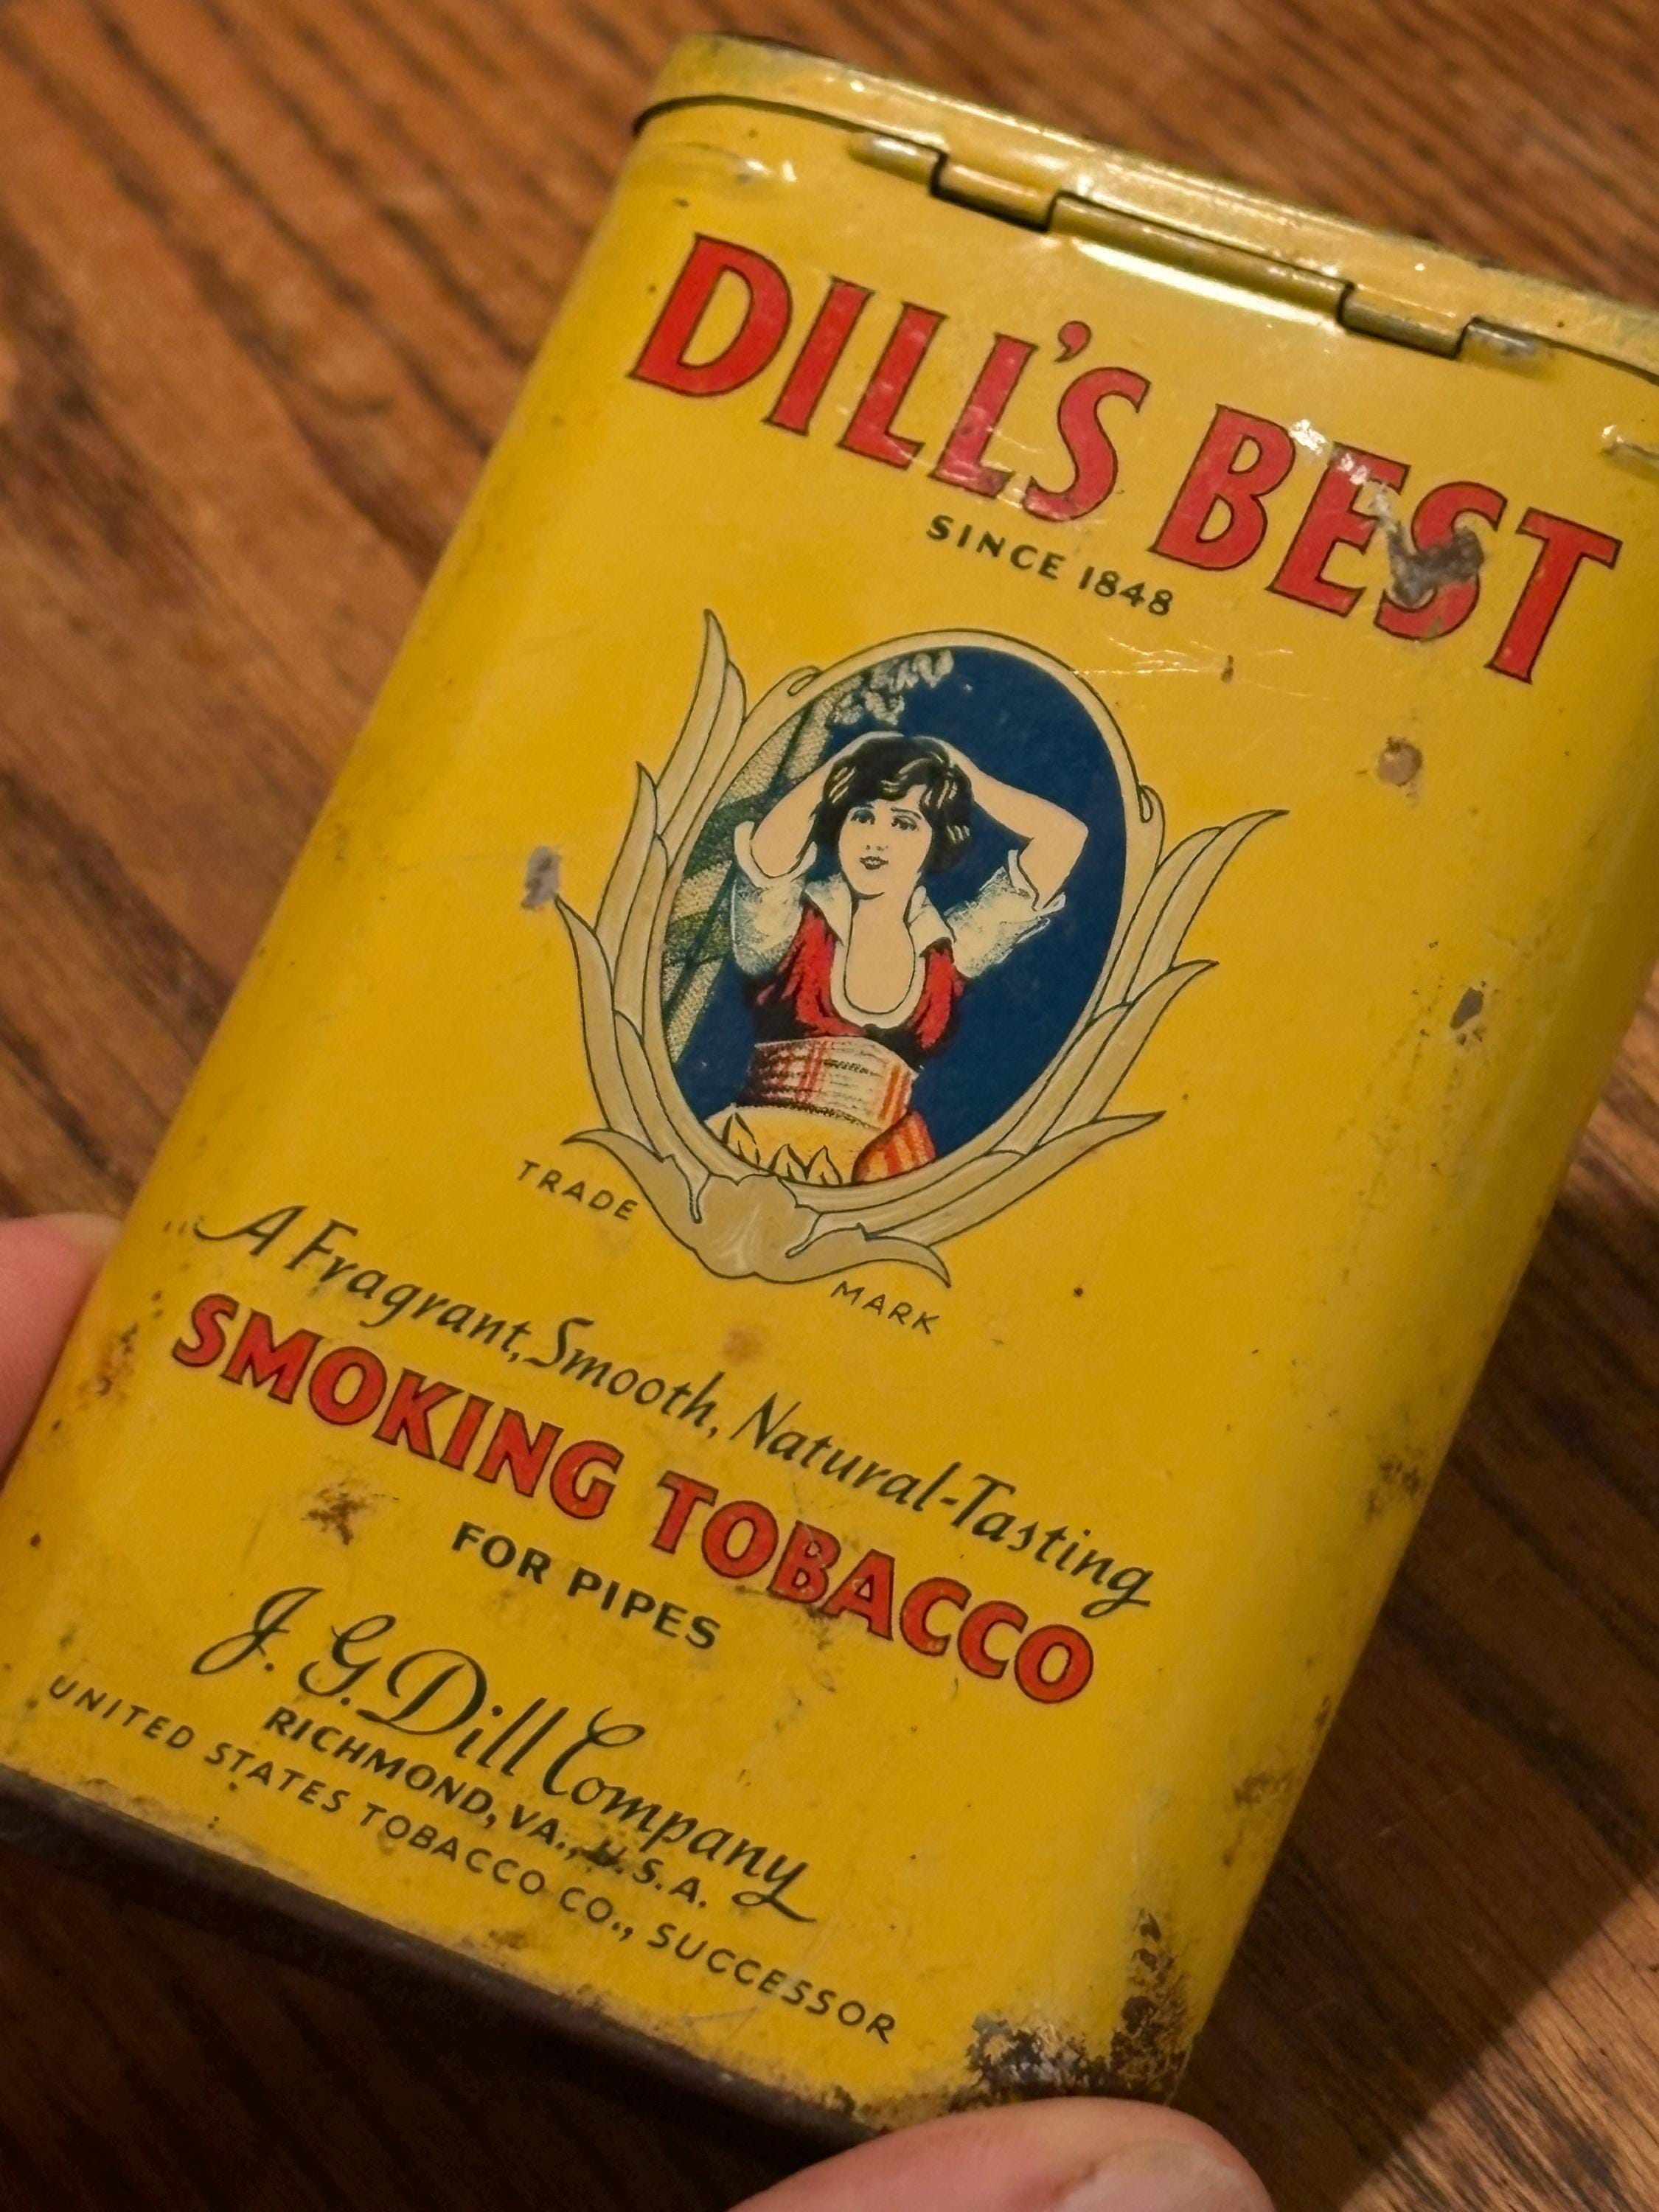 DILL'S BEST
SINCE 1848
TRADE MARK
A Fragrant, Smooth, Natural-Tasting
SMOKING TOBACCO
FOR PIPES
J. G. Dill Company
RICHMOND, VA., U.S.A.
UNITED STATES TOBACCO CO., SUCCESSOR